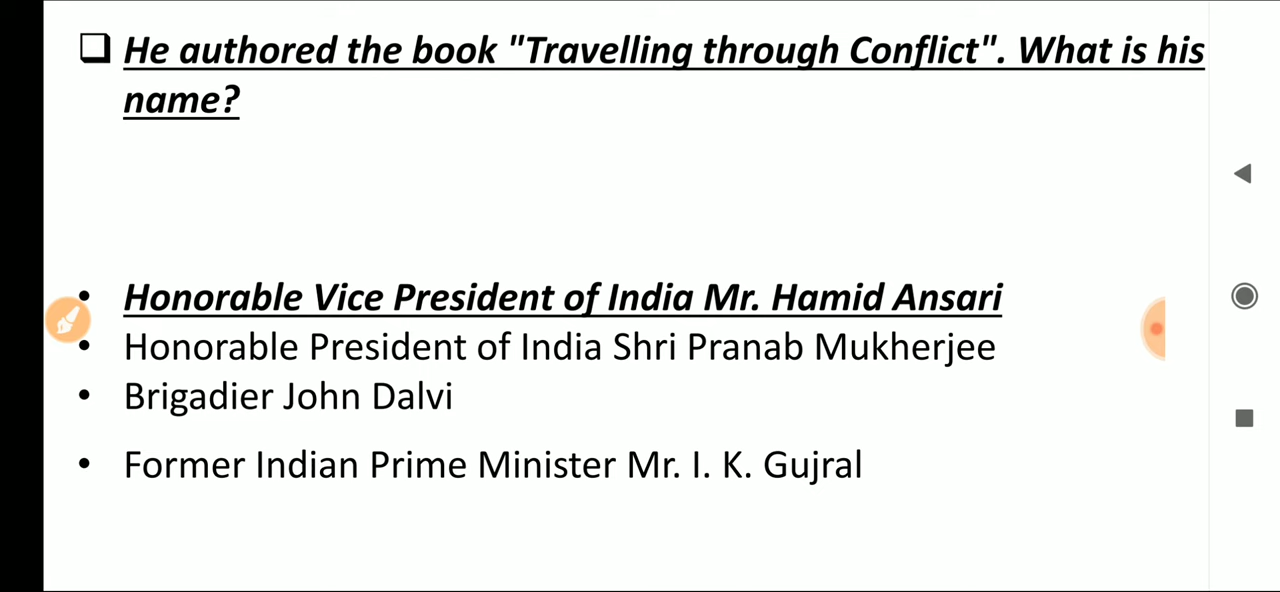 He authored the book "Travelling through Conflict". What is his
name?
Honorable Vice President of India Mr. Hamid Ansari
Honorable President of India Shri Pranab Mukherjee
Brigadier John Dalvi
Former Indian Prime Minister Mr. I. K. Gujral